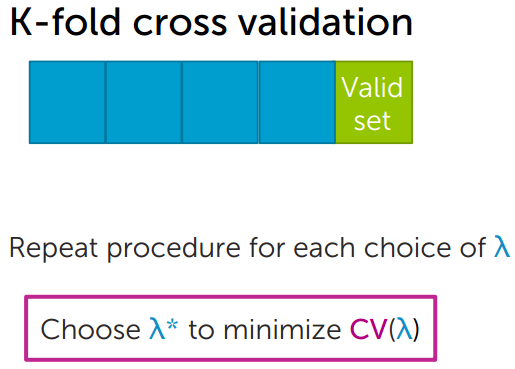 K-fold cross validation
Valid
set
Repeat procedure for each choice of λ
Choose λ* to minimize CV(λ)